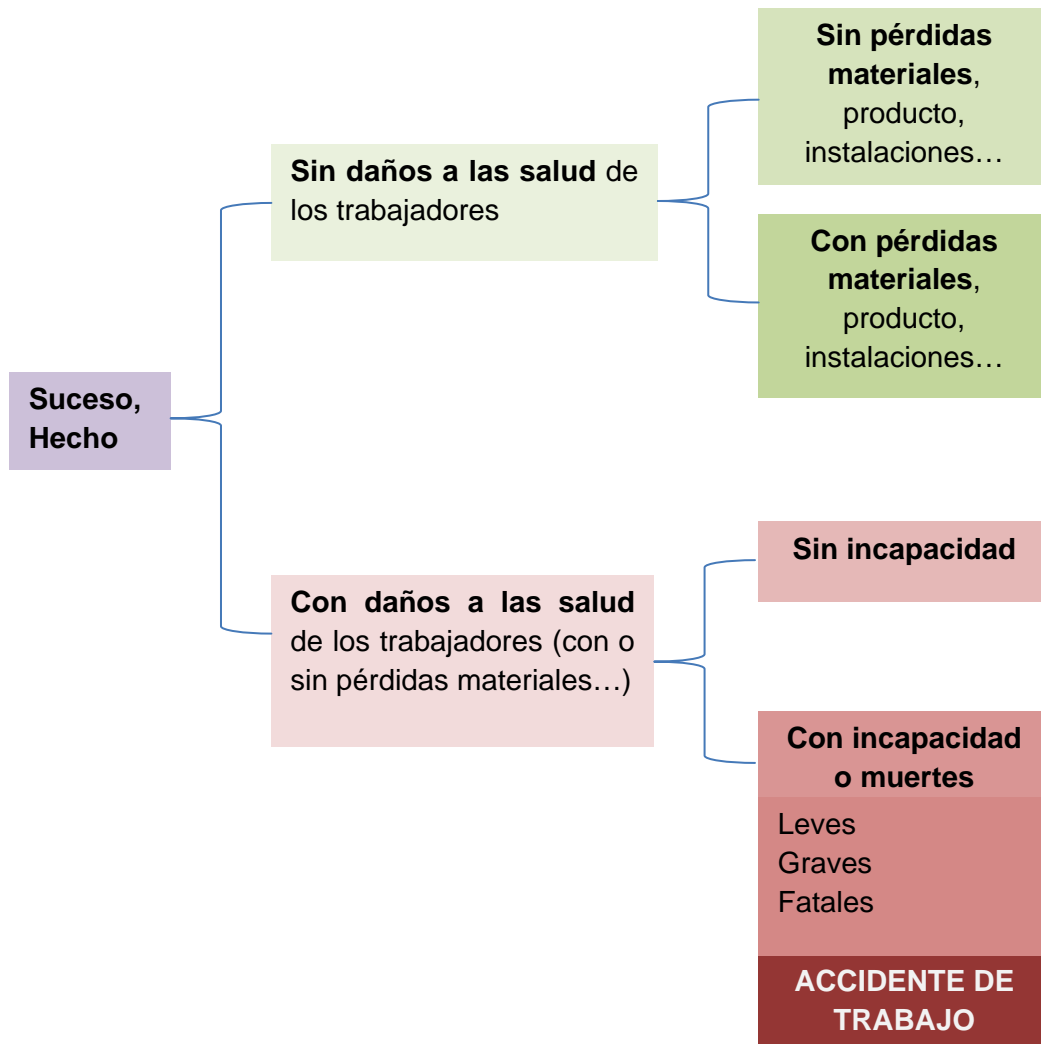 Sin pérdidas
materiales,
producto,
instalaciones…
Sin daños a las salud de
los trabajadores
Con pérdidas
materiales,
producto,
instalaciones…
Suceso,
Hecho
Sin incapacidad
Con daños a las salud
de los trabajadores (con o
sin pérdidas materiales…)
Con incapacidad
o muertes
Leves
Graves
Fatales
ACCIDENTE DE
TRABAJO